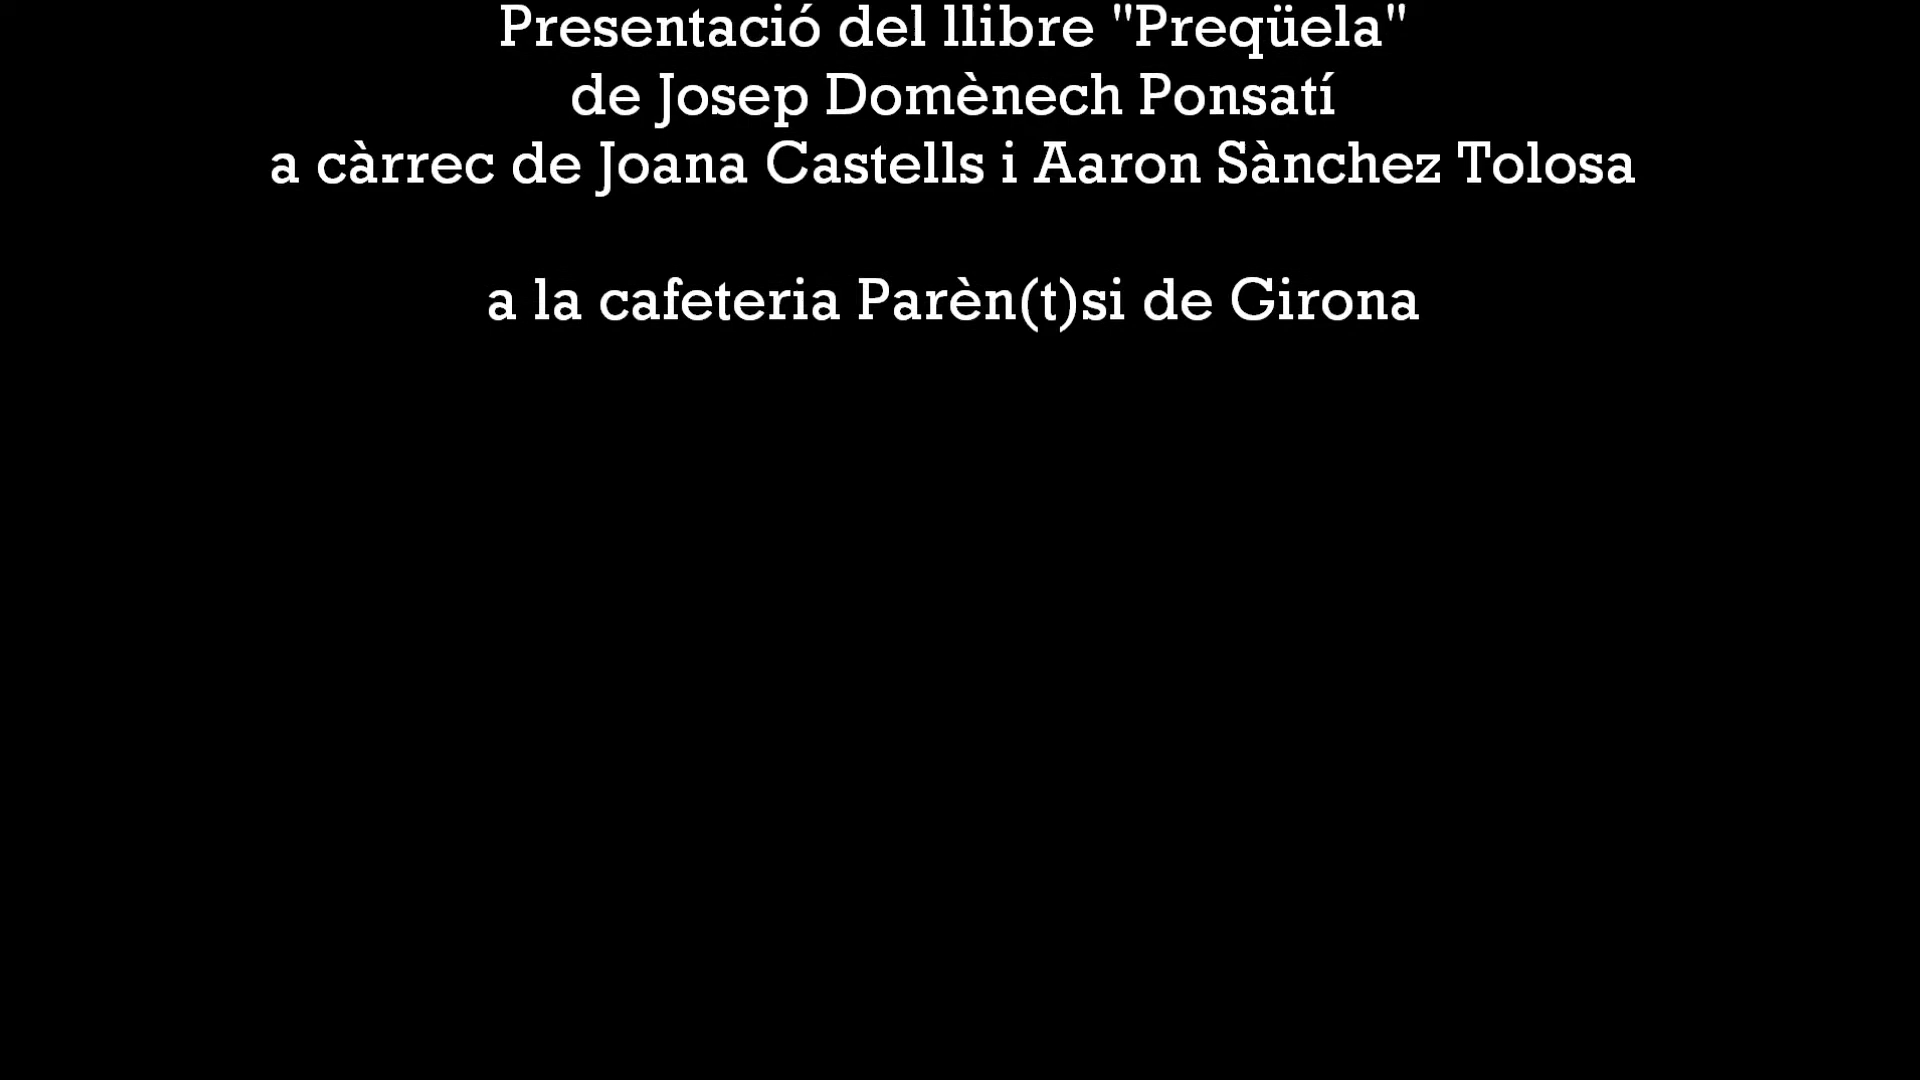 Presentació del llibre "Preqüela"
de Josep Domènech Ponsatí
a càrrec de Joana Castells i Aaron Sànchez Tolosa
a la cafeteria Parèn(t)si de Girona